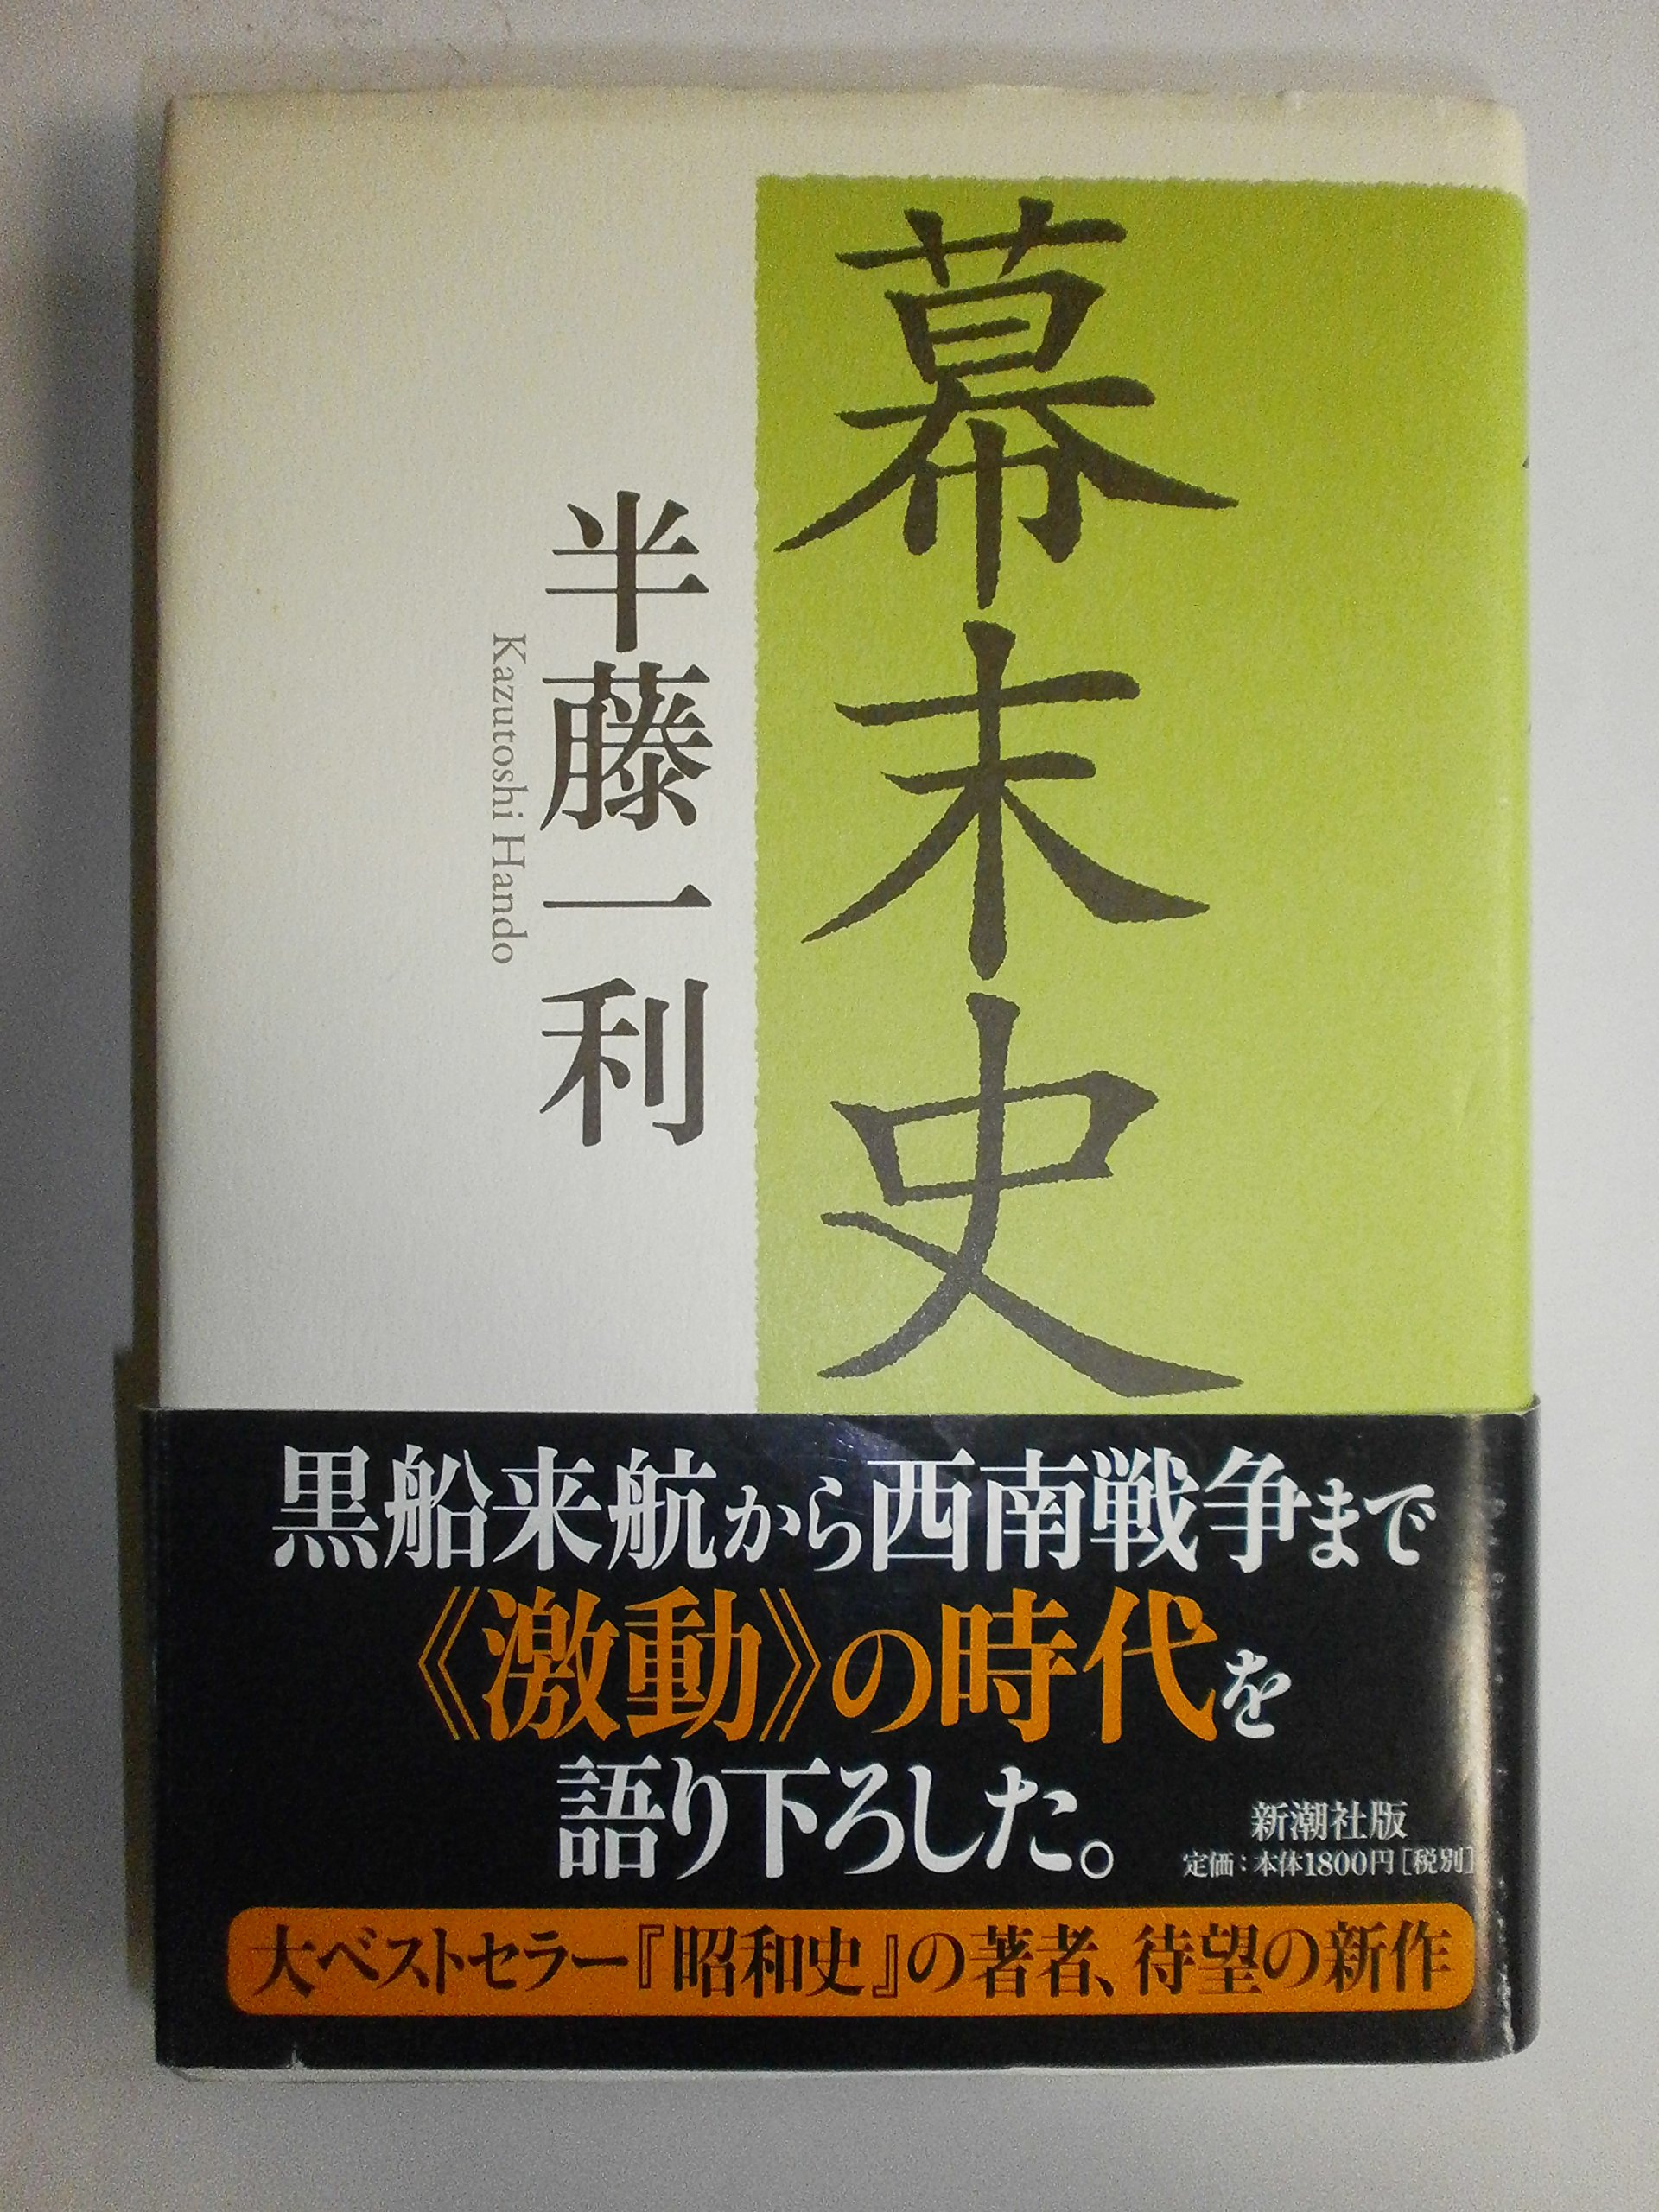 幕末史
半藤一利
Kazutoshi Hando
黒船来航から西南戦争まで
《激動》の時代を
語り下ろした。
新潮社版
定価:本体1800円[税別]
大ベストセラー『昭和史』の著者、待望の新作